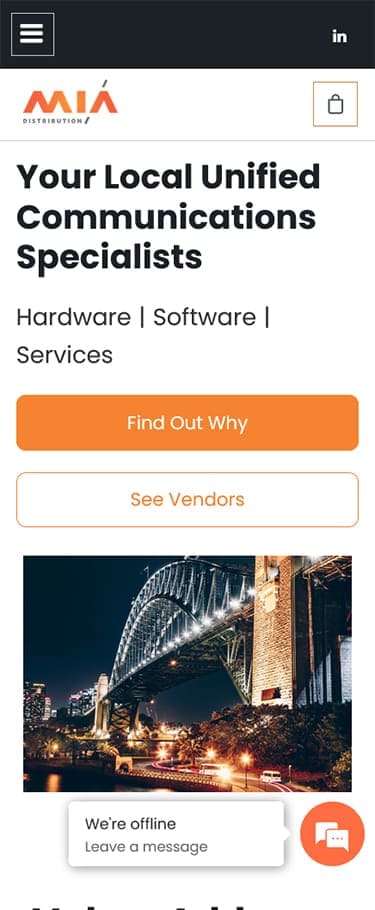 in
MIÁ
DISTRIBUTION
Your Local Unified
Communications
Specialists
Hardware | Software |
Services
Find Out Why
See Vendors
We're offline
Leave a message